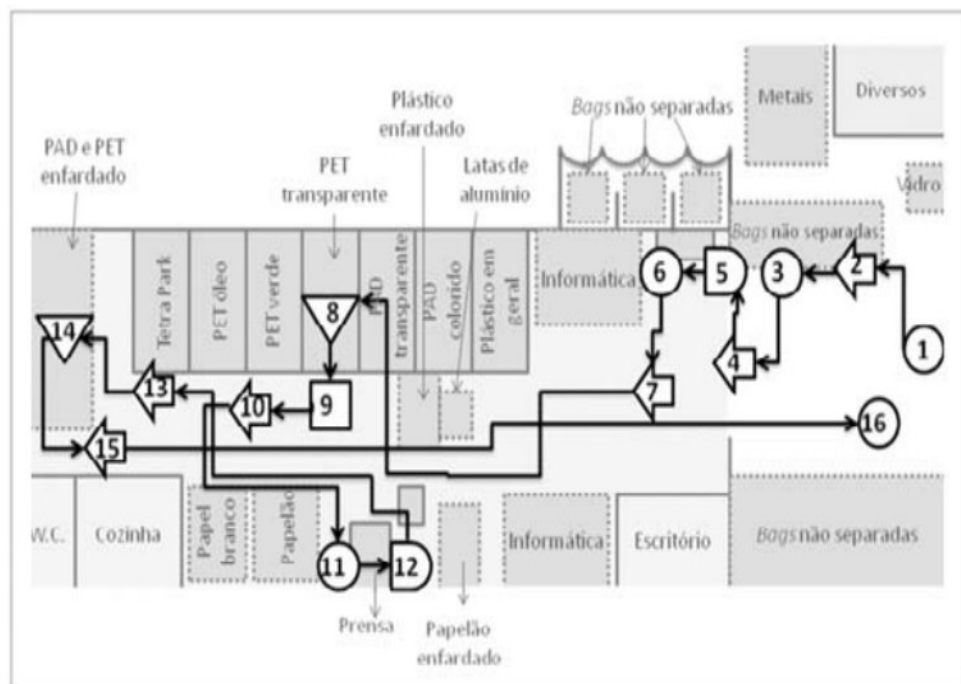 Plástico
enfardado
Bags não separadas
Metais
Diversos
PAD e PET
enfardado
PET
transparente
Latas de
alumínio
Vidro
Bags não separadas
Tetra Park
PET óleo
PET verde
PAD
transparente
PAD
colorido
Plástico em
geral
Informática
6
5
3
2
8
14
1
4
13
10
9
7
16
15
W.C.
Cozinha
Papel
branco
Papelão
11
12
Informática
Escritório
Bags não separadas
Prensa
Papelão
enfardado